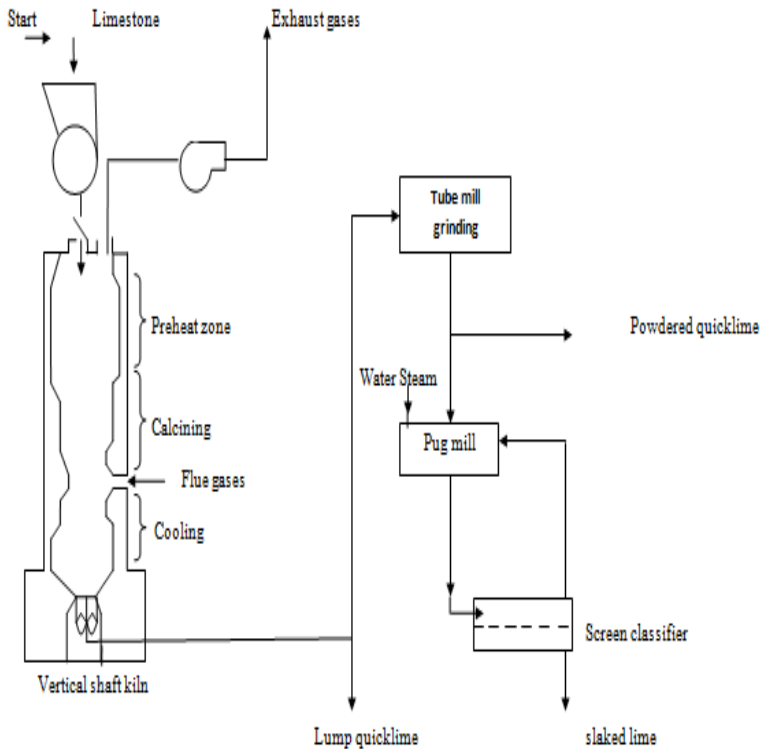 Start
Limestone
Exhaust gases
Tube mill
grinding
Preheat zone
Powdered quicklime
Water Steam
Calcining
Pug mill
Flue gases
Cooling
Screen classifier
Vertical shaft kiln
Lump quicklime
slaked lime